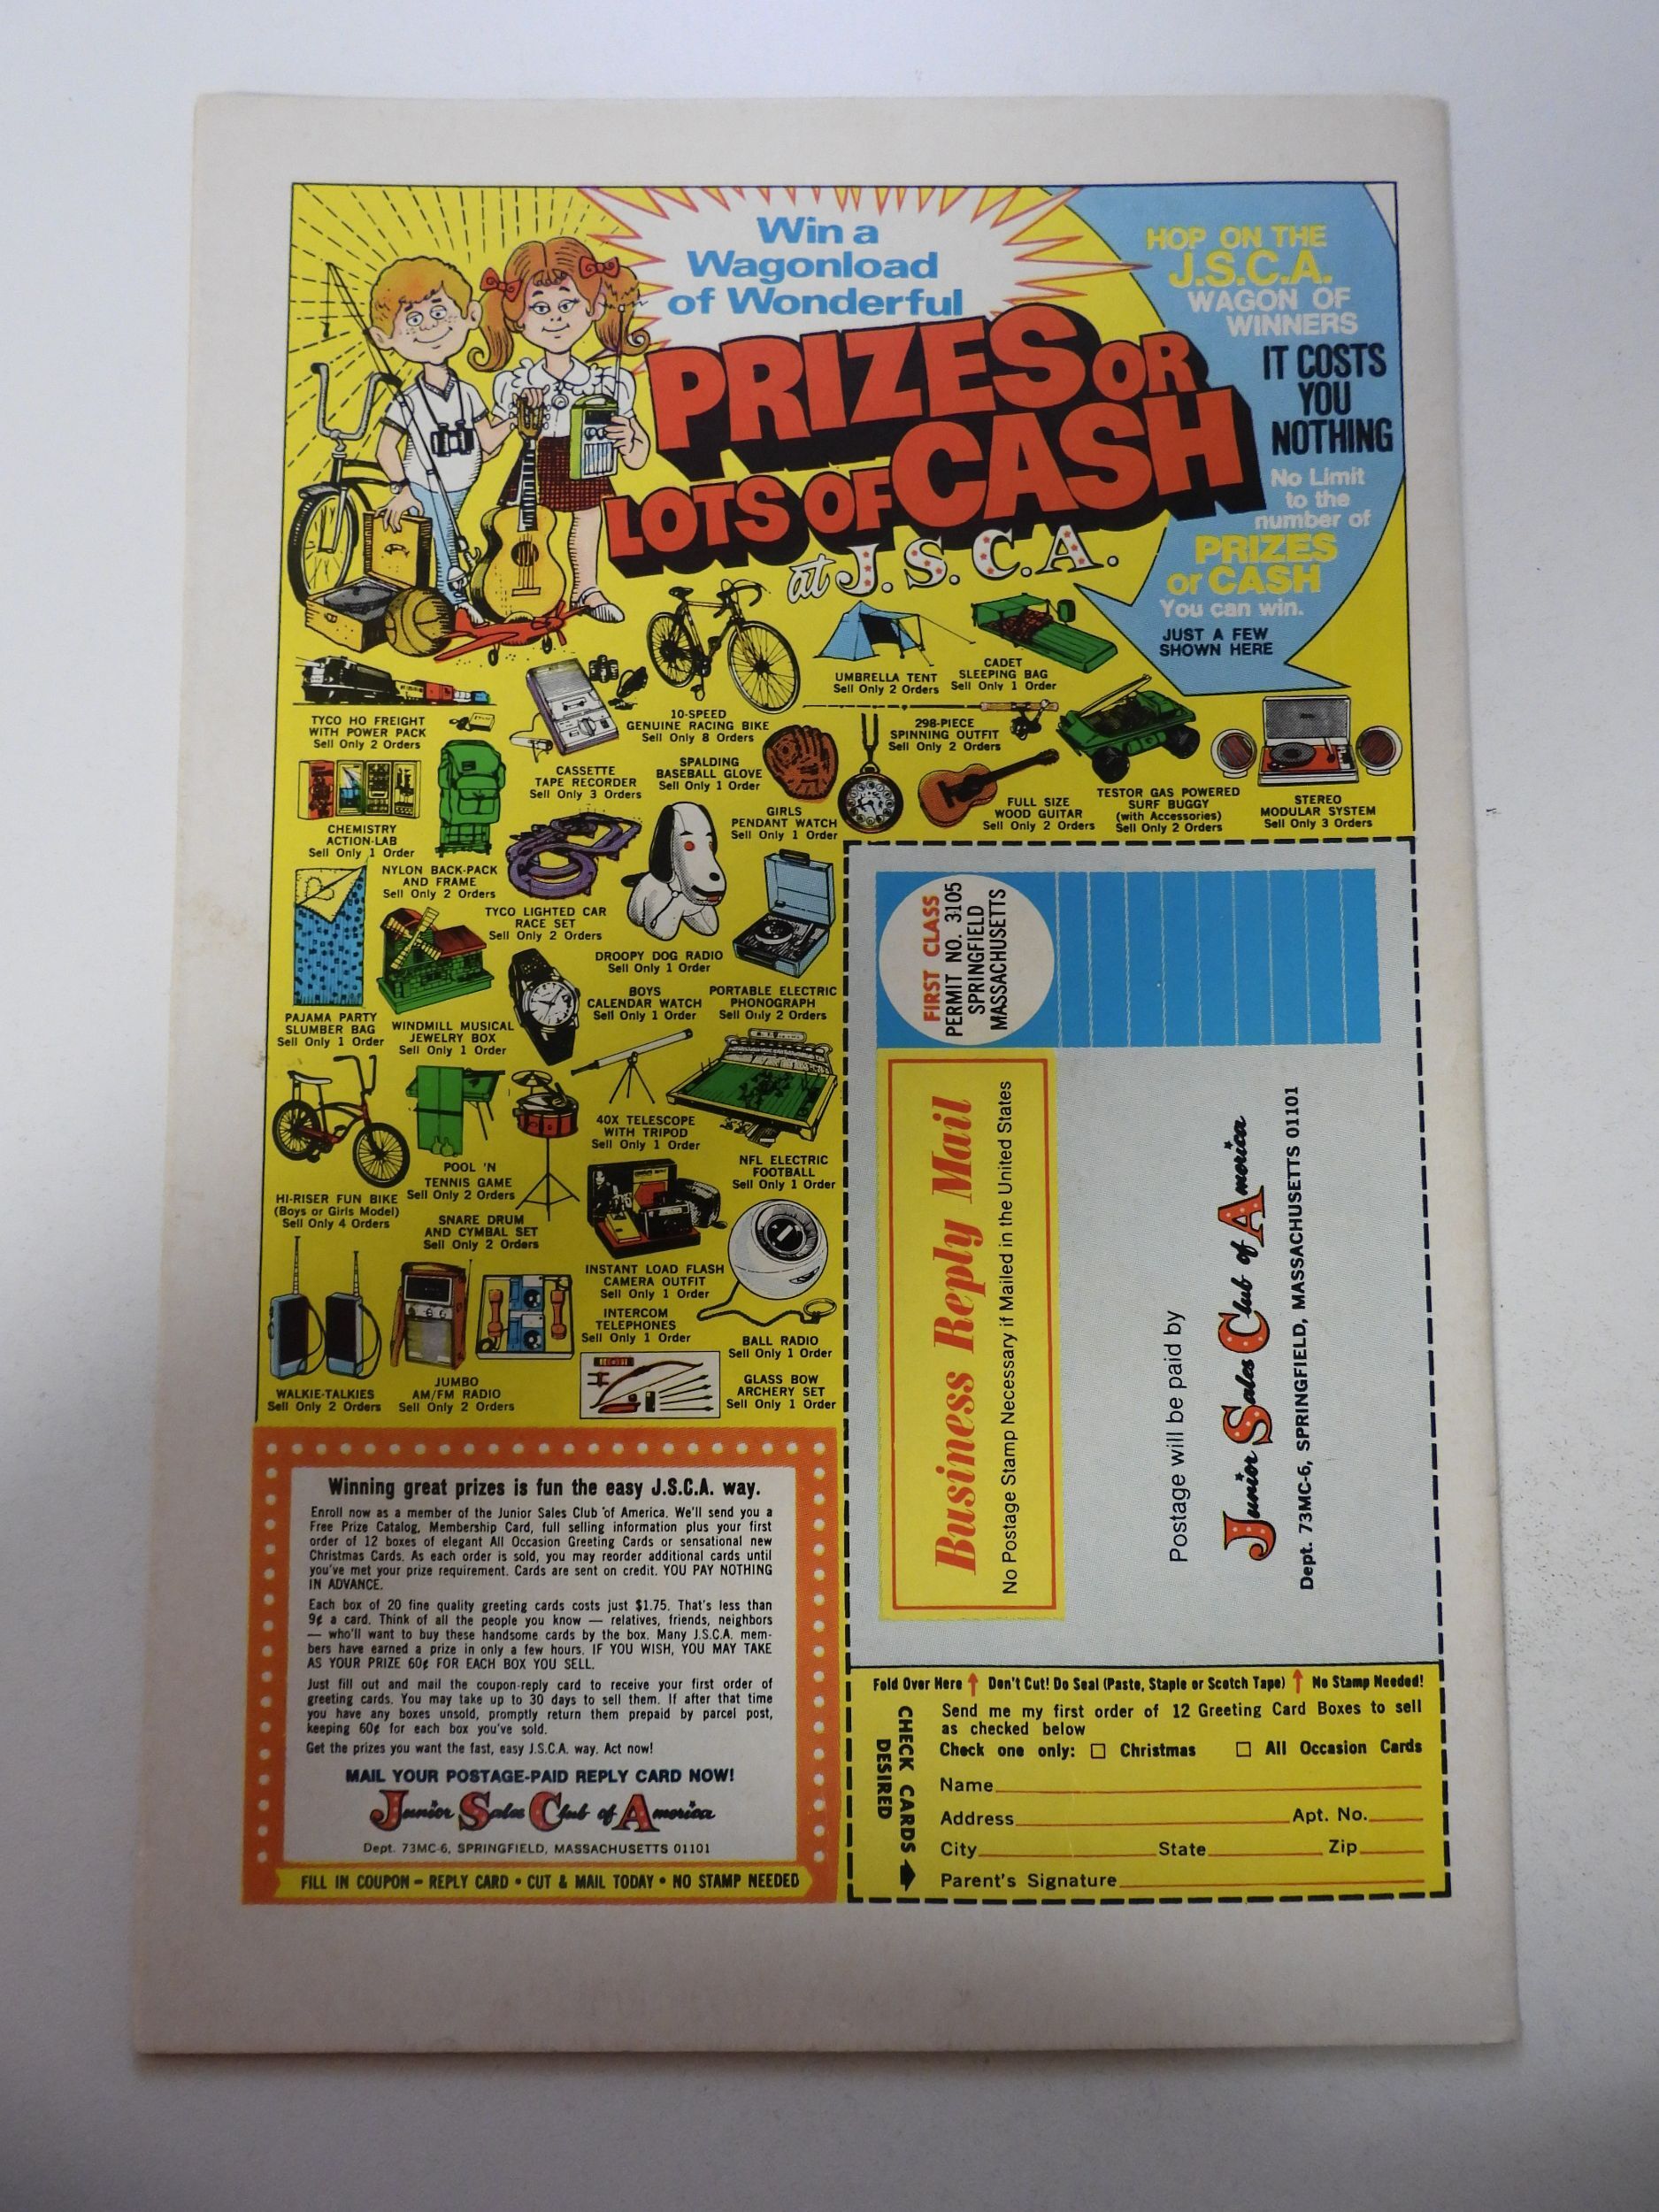 Win a
Wagonload
of Wonderful
PRIZES OR
LOTS OF CASH
at J.S.C.A.
HOP ON THE
J.S.C.A.
WAGON OF
WINNERS
IT COSTS
YOU
NOTHING
No Limit
to the
number of
PRIZES
or CASH
You can win.
JUST A FEW
SHOWN HERE
TYCO HO FREIGHT
WITH POWER PACK
Sell Only 2 Orders
CASSETTE
TAPE RECORDER
Sell Only 3 Orders
10-SPEED
GENUINE RACING BIKE
Sell Only 8 Orders
UMBRELLA TENT
Sell Only 2 Orders
CADET
SLEEPING BAG
Sell Only 1 Order
298-PIECE
SPINNING OUTFIT
Sell Only 2 Orders
SPALDING
BASEBALL GLOVE
Sell Only 1 Order
GIRLS
PENDANT WATCH
Sell Only 1 Order
FULL SIZE
WOOD GUITAR
Sell Only 2 Orders
TESTOR GAS POWERED
SURF BUGGY
(with Accessories)
Sell Only 2 Orders
STEREO
MODULAR SYSTEM
Sell Only 3 Orders
CHEMISTRY
ACTION-LAB
Sell Only 1 Order
NYLON BACK-PACK
AND FRAME
Sell Only 2 Orders
TYCO LIGHTED CAR
RACE SET
Sell Only 2 Orders
DROOPY DOG RADIO
Sell Only 1 Order
PAJAMA PARTY
SLUMBER BAG
Sell Only 1 Order
WINDMILL MUSICAL
JEWELRY BOX
Sell Only 1 Order
BOYS
CALENDAR WATCH
Sell Only 1 Order
PORTABLE ELECTRIC
PHONOGRAPH
Sell Only 2 Orders
HI-RISER FUN BIKE
(Boys or Girls Model)
Sell Only 4 Orders
POOL 'N
TENNIS GAME
Sell Only 2 Orders
SNARE DRUM
AND CYMBAL SET
Sell Only 2 Orders
40X TELESCOPE
WITH TRIPOD
Sell Only 1 Order
NFL ELECTRIC
FOOTBALL
Sell Only 1 Order
INSTANT LOAD FLASH
CAMERA OUTFIT
Sell Only 1 Order
INTERCOM
TELEPHONES
Sell Only 1 Order
BALL RADIO
Sell Only 1 Order
WALKIE-TALKIES
Sell Only 2 Orders
JUMBO
AM/FM RADIO
Sell Only 2 Orders
GLASS BOW
ARCHERY SET
Sell Only 1 Order
Winning great prizes is fun the easy J.S.C.A. way.
Enroll now as a member of the Junior Sales Club of America. We'll send you a
Free Prize Catalog, Membership Card, full selling information plus your first
order of 12 boxes of elegant All Occasion Greeting Cards or sensational new
Christmas Cards. As each order is sold, you may reorder additional cards until
you've met your prize requirement. Cards are sent on credit. YOU PAY NOTHING
IN ADVANCE.
Each box of 20 fine quality greeting cards costs just $1.75. That's less than
9¢ a card. Think of all the people you know — relatives, friends, neighbors
— who'll want to buy these handsome cards by the box. Many J.S.C.A. mem-
bers have earned a prize in only a few hours. IF YOU WISH, YOU MAY TAKE
AS YOUR PRIZE 60¢ FOR EACH BOX YOU SELL.
Just fill out and mail the coupon-reply card to receive your first order of
greeting cards. You may take up to 30 days to sell them. If after that time
you have any boxes unsold, promptly return them prepaid by parcel post,
keeping 60¢ for each box you've sold.
Get the prizes you want the fast, easy J.S.C.A. way. Act now!
MAIL YOUR POSTAGE-PAID REPLY CARD NOW!
Junior Sales Club of America
Dept. 73MC-6, SPRINGFIELD, MASSACHUSETTS 01101
FILL IN COUPON – REPLY CARD • CUT & MAIL TODAY • NO STAMP NEEDED
FIRST CLASS
PERMIT NO. 3105
SPRINGFIELD
MASSACHUSETTS
Business Reply Mail
No Postage Stamp Necessary if Mailed in the United States
Postage will be paid by
Junior Sales Club of America
Dept. 73MC-6, SPRINGFIELD, MASSACHUSETTS 01101
Fold Over Here ↑ Don't Cut! Do Seal (Paste, Staple or Scotch Tape) ↑ No Stamp Needed!
CHECK CARDS
DESIRED
Send me my first order of 12 Greeting Card Boxes to sell
as checked below
Check one only: □ Christmas □ All Occasion Cards
Name
Address Apt. No.
City State Zip
Parent's Signature